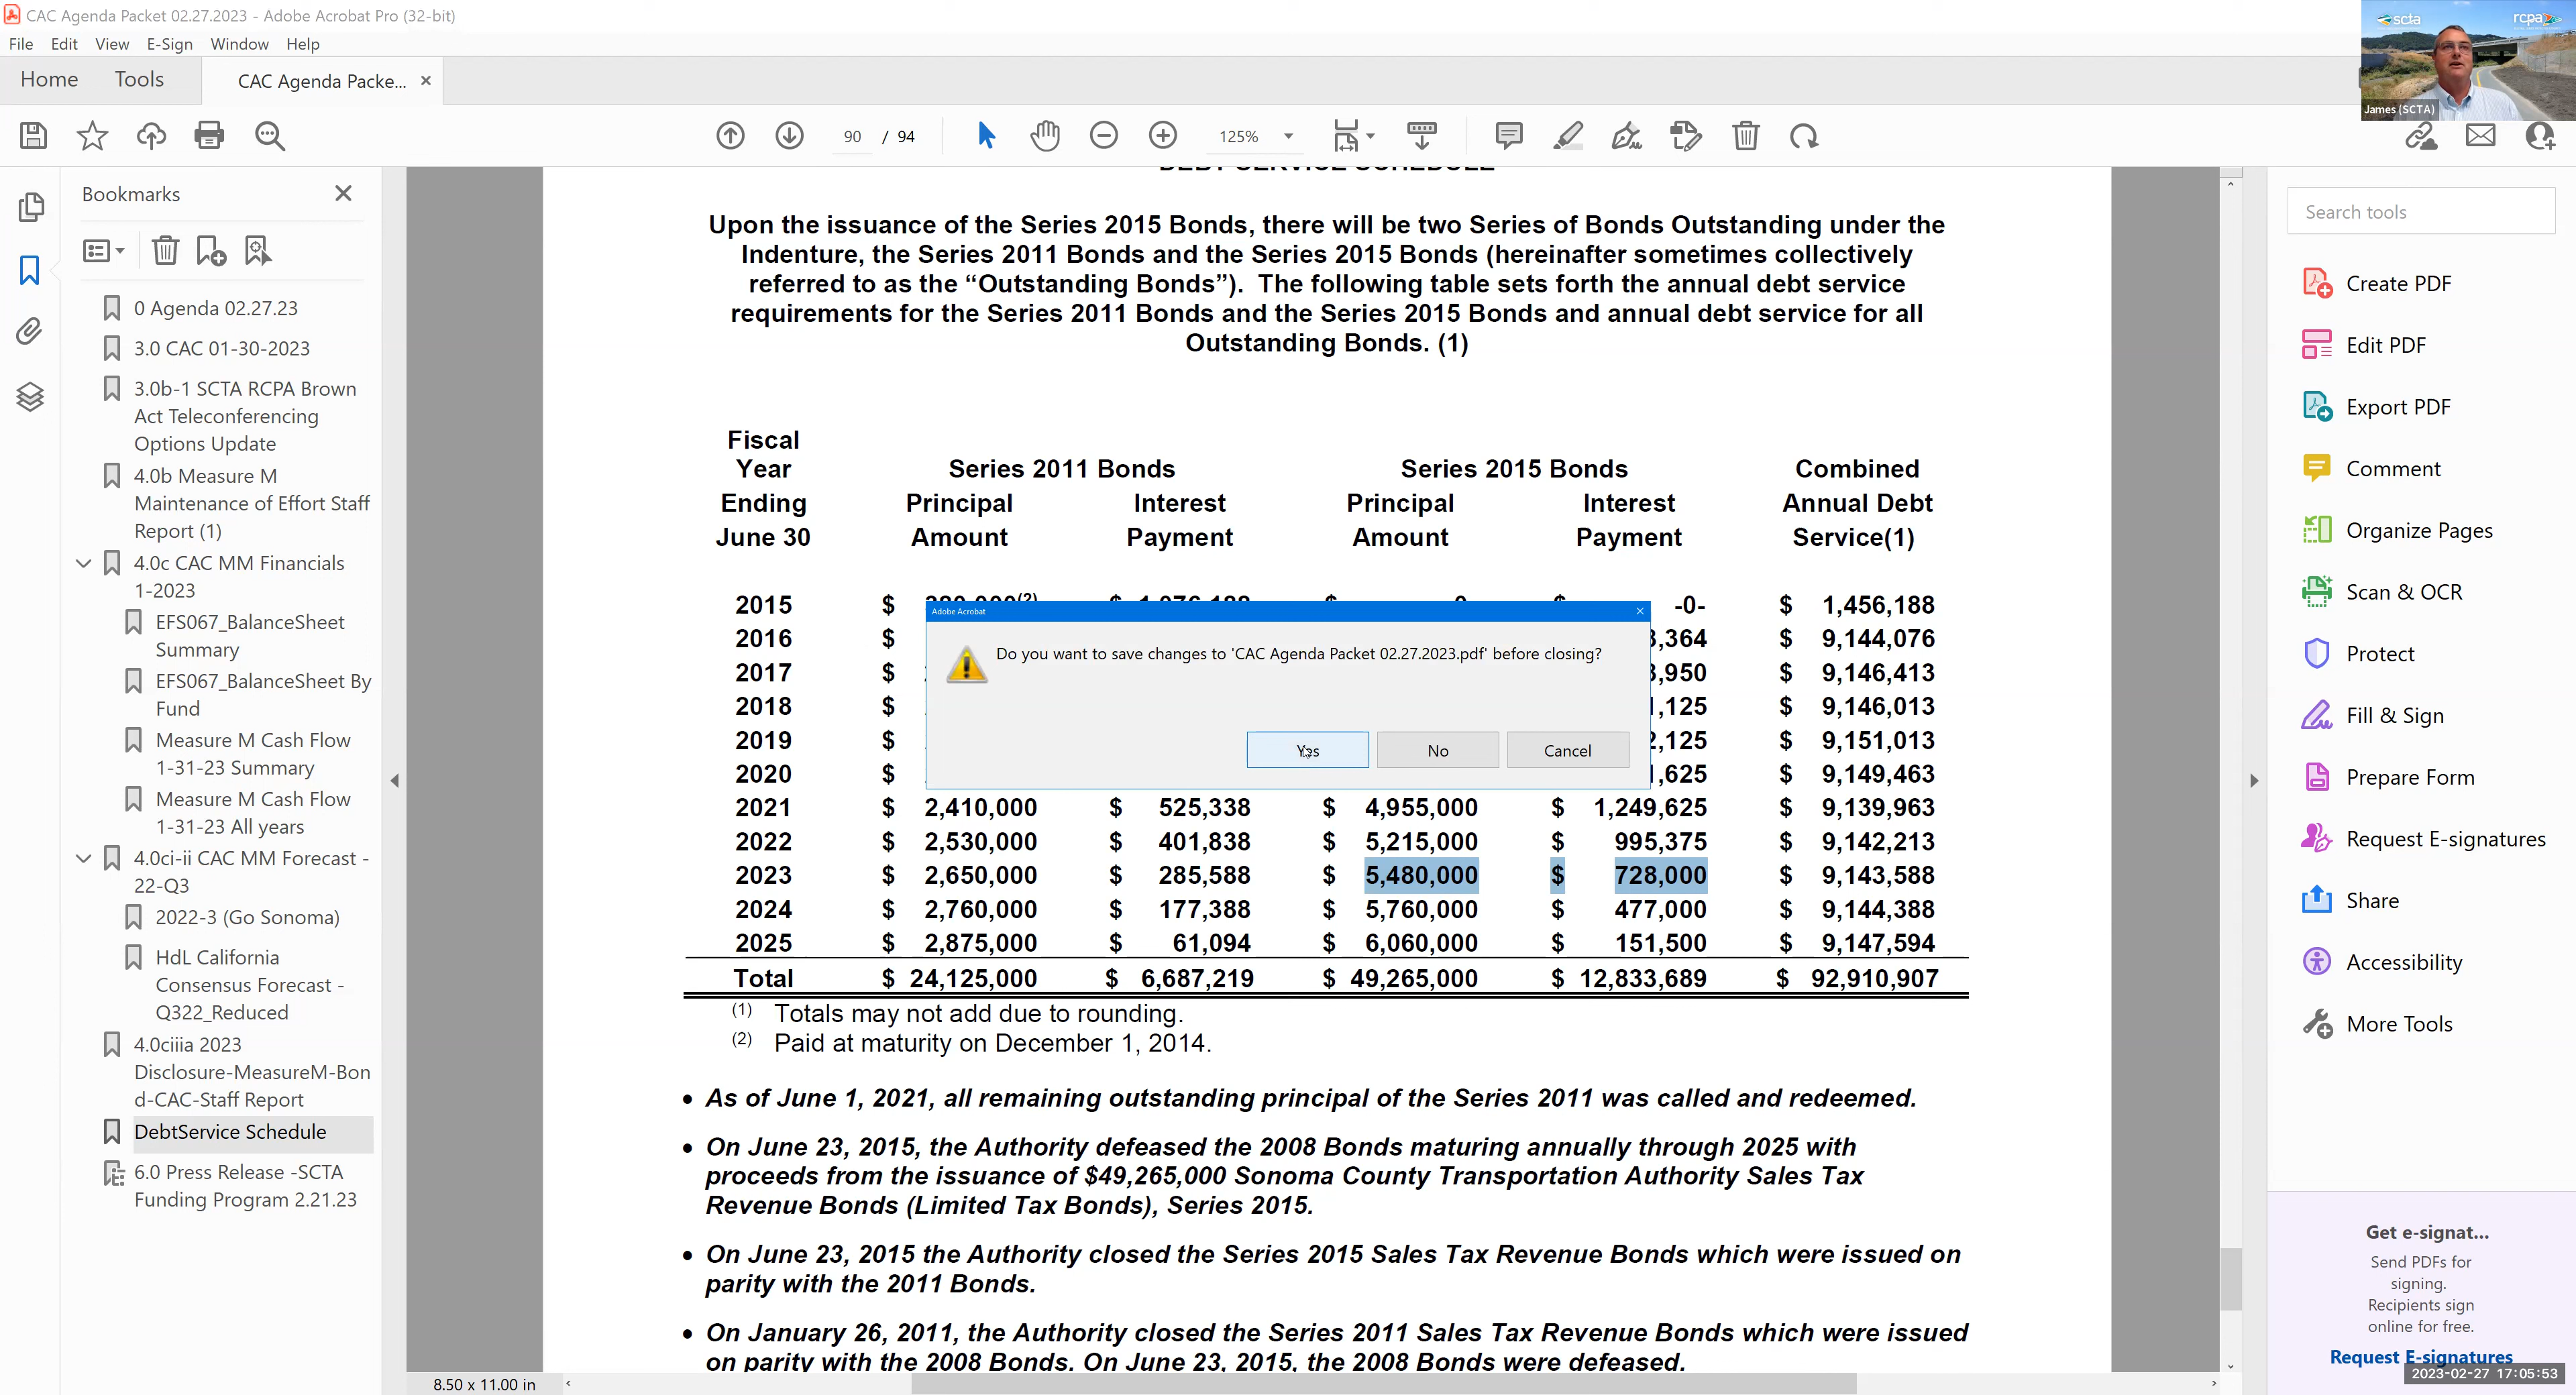 CAC Agenda Packet 02.27.2023 - Adobe Acrobat Pro (32-bit)
File Edit View E-Sign Window Help
Home Tools CAC Agenda Packe...
90 / 94 125%
scta rcpa
James (SCTA)
Bookmarks
0 Agenda 02.27.23
3.0 CAC 01-30-2023
3.0b-1 SCTA RCPA Brown
Act Teleconferencing
Options Update
4.0b Measure M
Maintenance of Effort Staff
Report (1)
4.0c CAC MM Financials
1-2023
EFS067_BalanceSheet
Summary
EFS067_BalanceSheet By
Fund
Measure M Cash Flow
1-31-23 Summary
Measure M Cash Flow
1-31-23 All years
4.0ci-ii CAC MM Forecast -
22-Q3
2022-3 (Go Sonoma)
HdL California
Consensus Forecast -
Q322_Reduced
4.0ciiia 2023
Disclosure-MeasureM-Bon
d-CAC-Staff Report
DebtService Schedule
6.0 Press Release -SCTA
Funding Program 2.21.23
DEBT SERVICE SCHEDULE
Upon the issuance of the Series 2015 Bonds, there will be two Series of Bonds Outstanding under the
Indenture, the Series 2011 Bonds and the Series 2015 Bonds (hereinafter sometimes collectively
referred to as the “Outstanding Bonds”). The following table sets forth the annual debt service
requirements for the Series 2011 Bonds and the Series 2015 Bonds and annual debt service for all
Outstanding Bonds. (1)
Fiscal
Year Series 2011 Bonds Series 2015 Bonds Combined
Ending Principal Interest Principal Interest Annual Debt
June 30 Amount Payment Amount Payment Service(1)
2015 $ -0- $ 1,456,188
2016 $ 3,364 $ 9,144,076
2017 $ 3,950 $ 9,146,413
2018 $ 1,125 $ 9,146,013
2019 $ 2,125 $ 9,151,013
2020 $ 1,625 $ 9,149,463
2021 $ 2,410,000 $ 525,338 $ 4,955,000 $ 1,249,625 $ 9,139,963
2022 $ 2,530,000 $ 401,838 $ 5,215,000 $ 995,375 $ 9,142,213
2023 $ 2,650,000 $ 285,588 $ 5,480,000 $ 728,000 $ 9,143,588
2024 $ 2,760,000 $ 177,388 $ 5,760,000 $ 477,000 $ 9,144,388
2025 $ 2,875,000 $ 61,094 $ 6,060,000 $ 151,500 $ 9,147,594
Total $ 24,125,000 $ 6,687,219 $ 49,265,000 $ 12,833,689 $ 92,910,907
(1) Totals may not add due to rounding.
(2) Paid at maturity on December 1, 2014.
• As of June 1, 2021, all remaining outstanding principal of the Series 2011 was called and redeemed.
• On June 23, 2015, the Authority defeased the 2008 Bonds maturing annually through 2025 with
proceeds from the issuance of $49,265,000 Sonoma County Transportation Authority Sales Tax
Revenue Bonds (Limited Tax Bonds), Series 2015.
• On June 23, 2015 the Authority closed the Series 2015 Sales Tax Revenue Bonds which were issued on
parity with the 2011 Bonds.
• On January 26, 2011, the Authority closed the Series 2011 Sales Tax Revenue Bonds which were issued
on parity with the 2008 Bonds. On June 23, 2015, the 2008 Bonds were defeased.
Adobe Acrobat
Do you want to save changes to 'CAC Agenda Packet 02.27.2023.pdf' before closing?
Yes No Cancel
8.50 x 11.00 in
Search tools
Create PDF
Edit PDF
Export PDF
Comment
Organize Pages
Scan & OCR
Protect
Fill & Sign
Prepare Form
Request E-signatures
Share
Accessibility
More Tools
Get e-signat...
Send PDFs for
signing.
Recipients sign
online for free.
Request E-signatures
2023-02-27 17:05:53